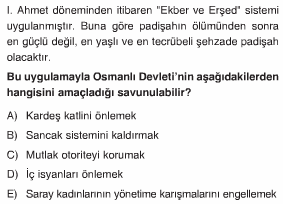 I. Ahmet döneminden itibaren "Ekber ve Erşed" sistemi
uygulanmıştır. Buna göre padişahın ölümünden sonra
en güçlü değil, en yaşlı ve en tecrübeli şehzade padişah
olacaktır.
Bu uygulamayla Osmanlı Devleti'nin aşağıdakilerden
hangisini amaçladığı savunulabilir?
A) Kardeş katlini önlemek
B) Sancak sistemini kaldırmak
C) Mutlak otoriteyi korumak
D) İç isyanları önlemek
E) Saray kadınlarının yönetime karışmalarını engellemek